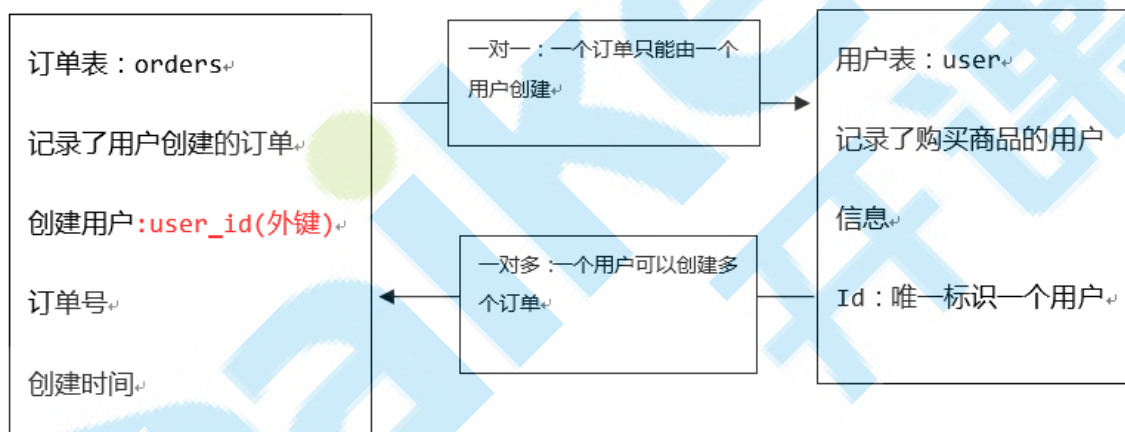 订单表：orders
记录了用户创建的订单
创建用户:user_id(外键)
订单号
创建时间
一对一：一个订单只能由一个
用户创建
一对多：一个用户可以创建多
个订单
用户表：user
记录了购买商品的用户
信息
Id：唯一标识一个用户
aike
开课